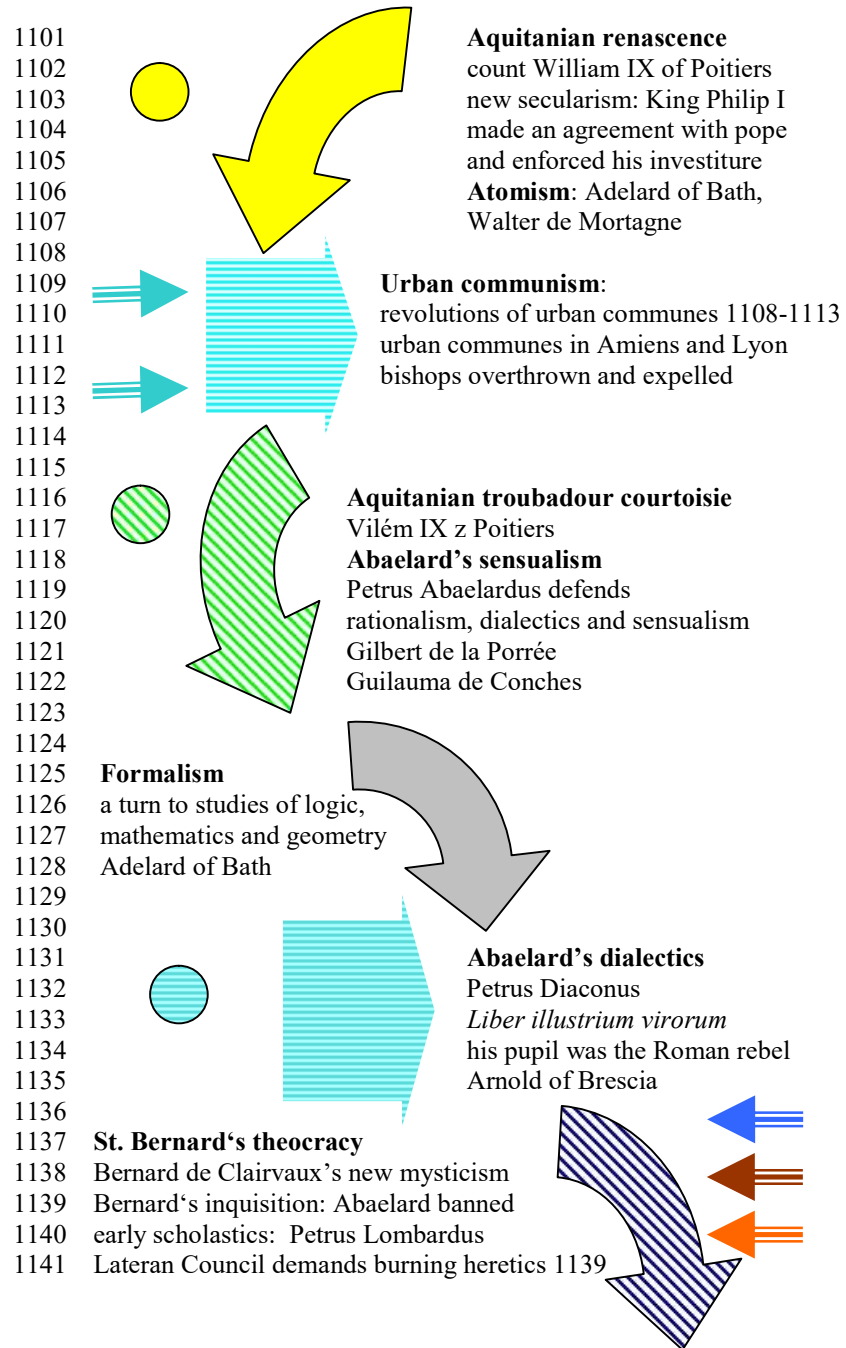 1101 Aquitanian renascence
1102 count William IX of Poitiers
1103 new secularism: King Philip I
1104 made an agreement with pope
1105 and enforced his investiture
1106 Atomism: Adelard of Bath,
1107 Walter de Mortagne
1108
1109 Urban communism:
1110 revolutions of urban communes 1108-1113
1111 urban communes in Amiens and Lyon
1112 bishops overthrown and expelled
1113
1114
1115
1116 Aquitanian troubadour courtoisie
1117 Vilém IX z Poitiers
1118 Abaelard’s sensualism
1119 Petrus Abaelardus defends
1120 rationalism, dialectics and sensualism
1121 Gilbert de la Porrée
1122 Guilauma de Conches
1123
1124
1125 Formalism
1126 a turn to studies of logic,
1127 mathematics and geometry
1128 Adelard of Bath
1129
1130
1131 Abaelard’s dialectics
1132 Petrus Diaconus
1133 Liber illustrium virorum
1134 his pupil was the Roman rebel
1135 Arnold of Brescia
1136
1137 St. Bernard‘s theocracy
1138 Bernard de Clairvaux’s new mysticism
1139 Bernard‘s inquisition: Abaelard banned
1140 early scholastics: Petrus Lombardus
1141 Lateran Council demands burning heretics 1139